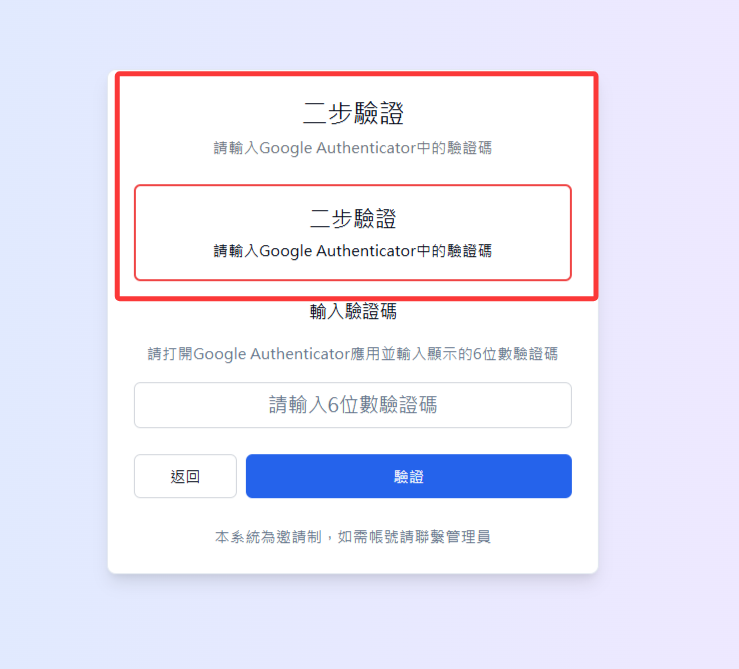 二步驗證
請輸入Google Authenticator中的驗證碼
二步驗證
請輸入Google Authenticator中的驗證碼
輸入驗證碼
請打開Google Authenticator應用並輸入顯示的6位數驗證碼
請輸入6位數驗證碼
返回
驗證
本系統為邀請制，如需帳號請聯繫管理員